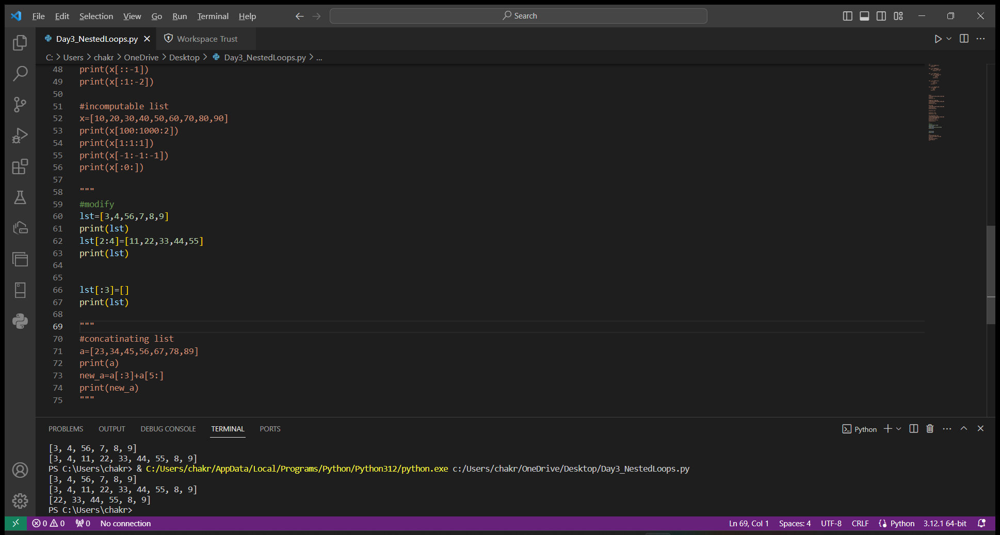 File Edit Selection View Go Run Terminal Help
Search
Day3_NestedLoops.py
Workspace Trust
C: > Users > chakr > OneDrive > Desktop > Day3_NestedLoops.py > ...
48 print(x[::-1])
49 print(x[:1:-2])
50
51 #incomputable list
52 x=[10,20,30,40,50,60,70,80,90]
53 print(x[100:1000:2])
54 print(x[1:1:1])
55 print(x[-1:-1:-1])
56 print(x[:0:])
57
58 """
59 #modify
60 lst=[3,4,56,7,8,9]
61 print(lst)
62 lst[2:4]=[11,22,33,44,55]
63 print(lst)
64
65
66 lst[:3]=[]
67 print(lst)
68
69 """
70 #concatinating list
71 a=[23,34,45,56,67,78,89]
72 print(a)
73 new_a=a[:3]+a[5:]
74 print(new_a)
75 """
PROBLEMS OUTPUT DEBUG CONSOLE TERMINAL PORTS
Python
[3, 4, 56, 7, 8, 9]
[3, 4, 11, 22, 33, 44, 55, 8, 9]
PS C:\Users\chakr> & C:/Users/chakr/AppData/Local/Programs/Python/Python312/python.exe c:/Users/chakr/OneDrive/Desktop/Day3_NestedLoops.py
[3, 4, 56, 7, 8, 9]
[3, 4, 11, 22, 33, 44, 55, 8, 9]
[22, 33, 44, 55, 8, 9]
PS C:\Users\chakr>
0 0 0 No connection
Ln 69, Col 1 Spaces: 4 UTF-8 CRLF Python 3.12.1 64-bit